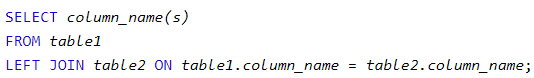 SELECT column_name(s)
FROM table1
LEFT JOIN table2 ON table1.column_name = table2.column_name;